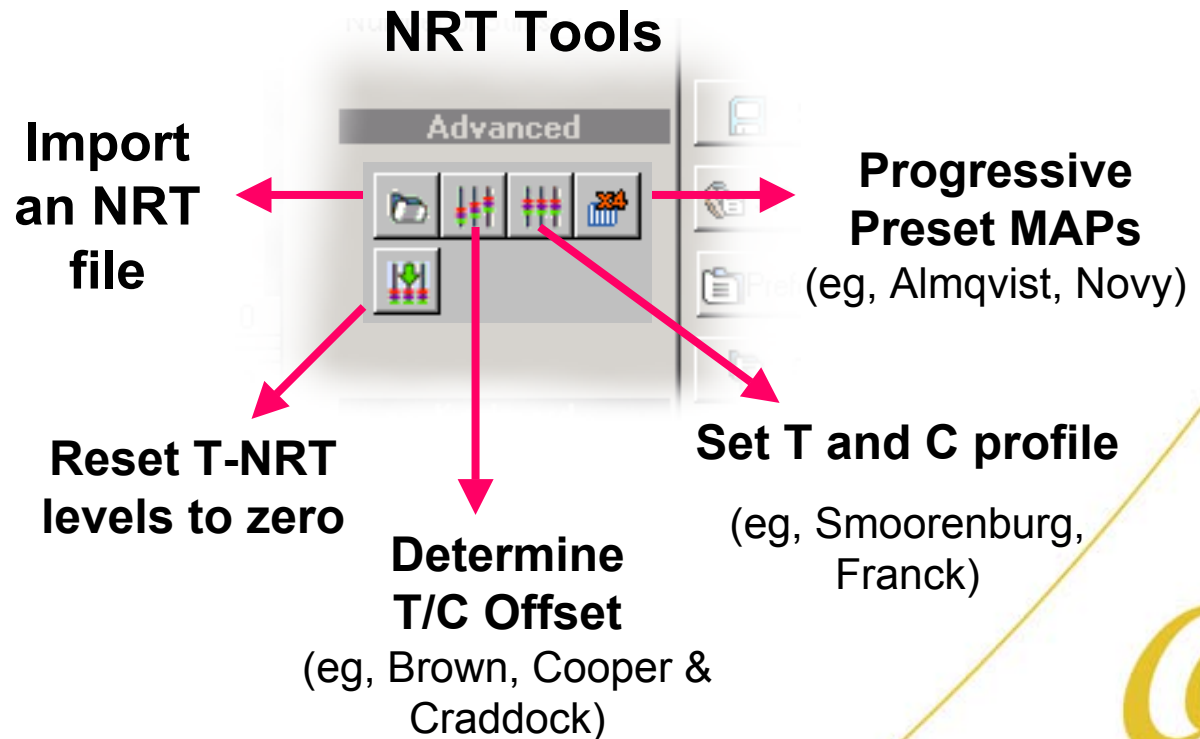 NRT Tools
Advanced
Import
an NRT
file
x4
Progressive
Preset MAPs
(eg, Almqvist, Novy)
Reset T-NRT
levels to zero
Set T and C profile
(eg, Smoorenburg,
Franck)
Determine
T/C Offset
(eg, Brown, Cooper &
Craddock)